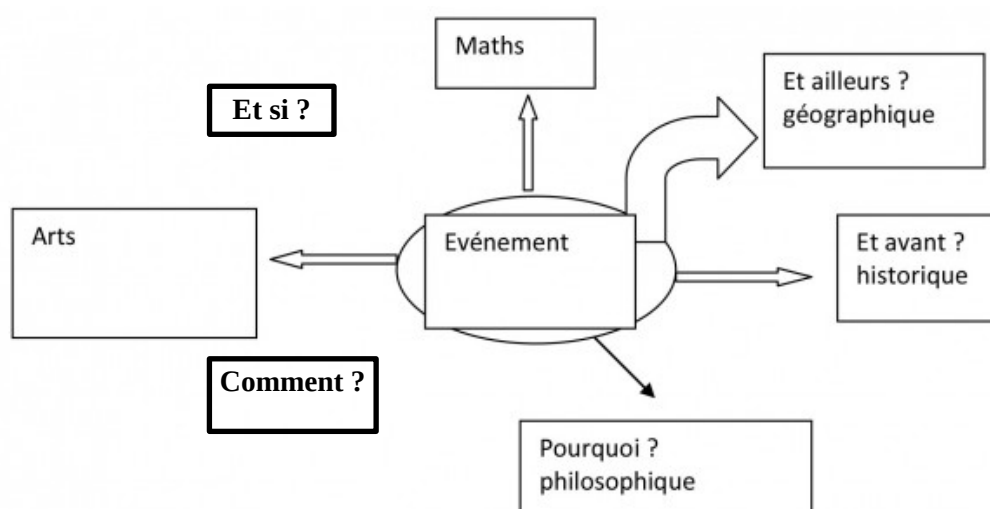 Maths
Et ailleurs ?
géographique
Et si ?
Arts
Evénement
Et avant ?
historique
Comment ?
Pourquoi ?
philosophique